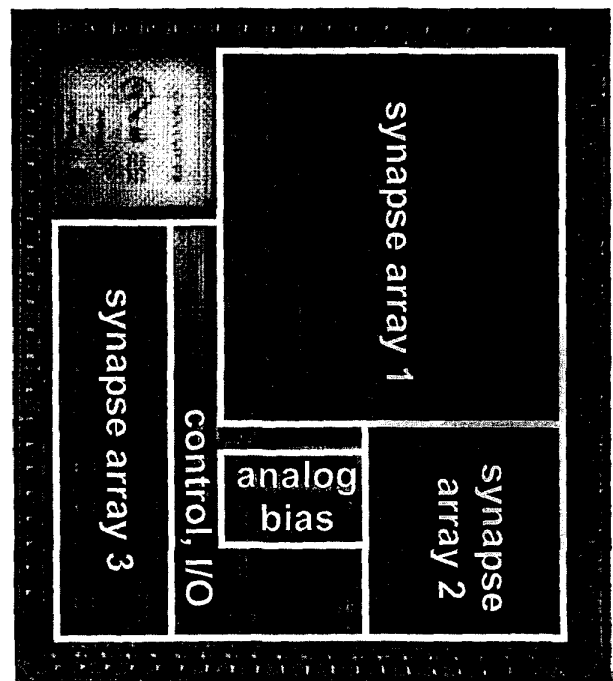 synapse array 1
synapse
array 2
analog
bias
control, I/O
synapse array 3